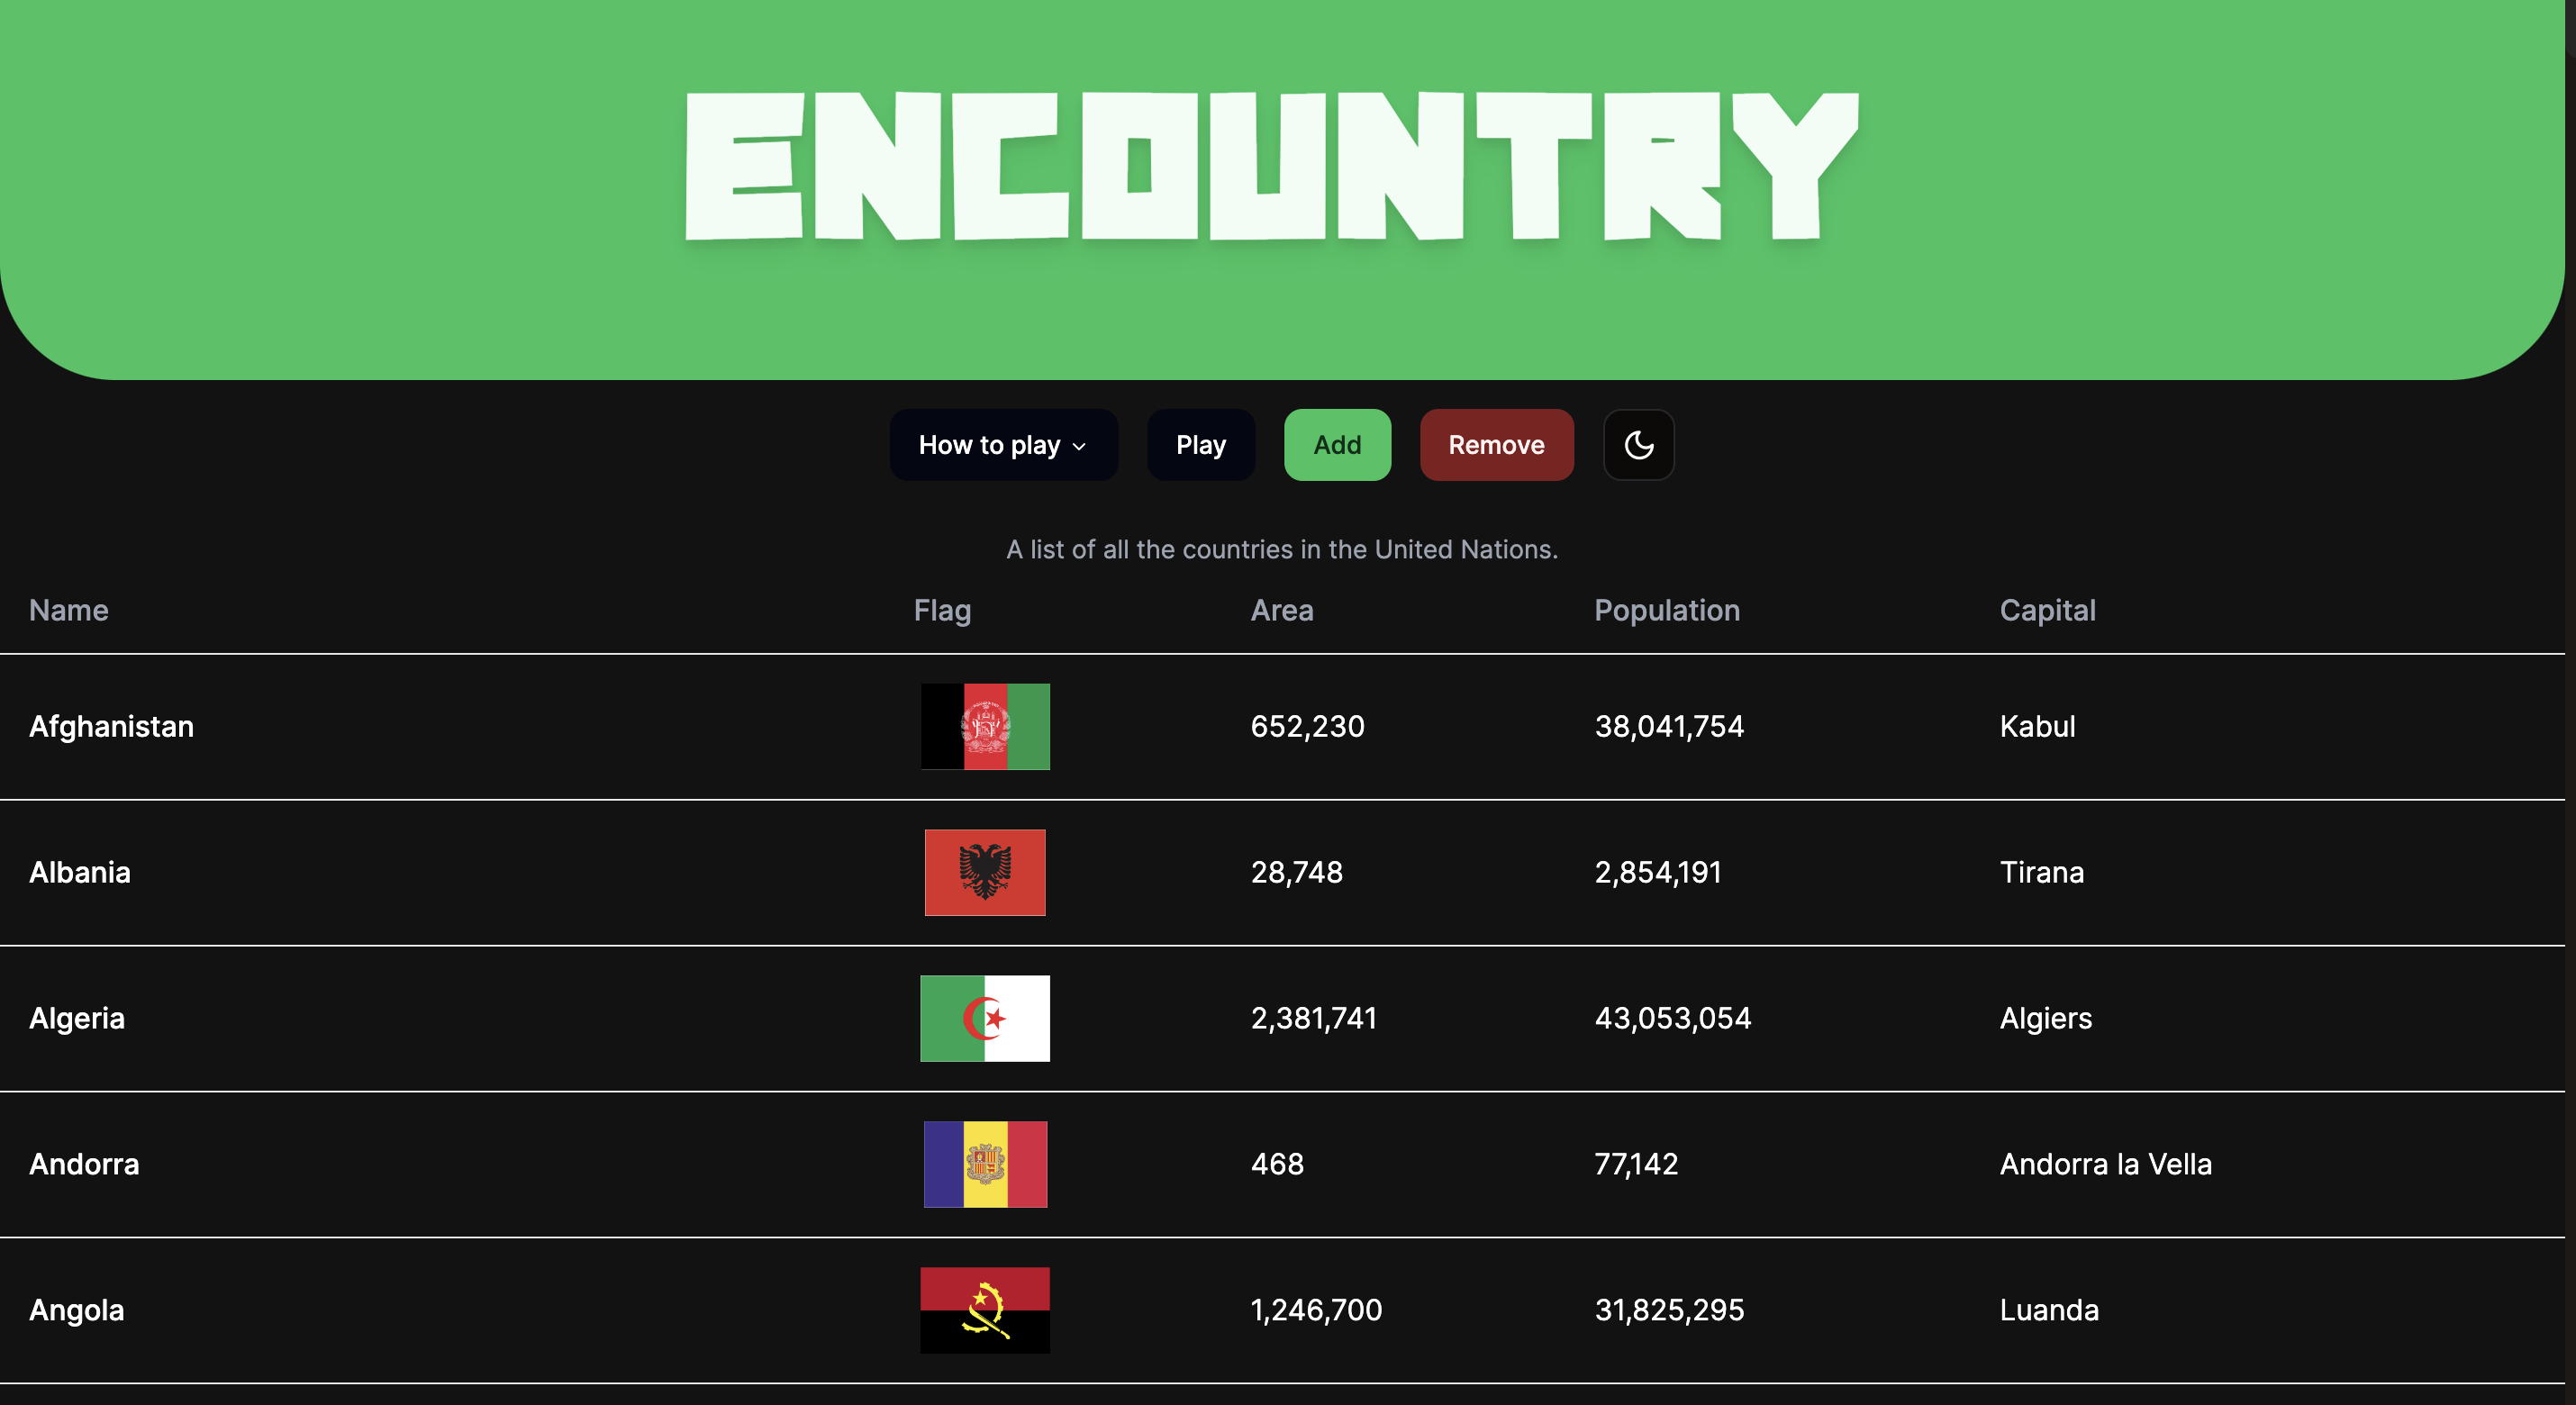 ENCOUNTRY
How to play Play Add Remove
A list of all the countries in the United Nations.
Name Flag Area Population Capital
Afghanistan 652,230 38,041,754 Kabul
Albania 28,748 2,854,191 Tirana
Algeria 2,381,741 43,053,054 Algiers
Andorra 468 77,142 Andorra la Vella
Angola 1,246,700 31,825,295 Luanda